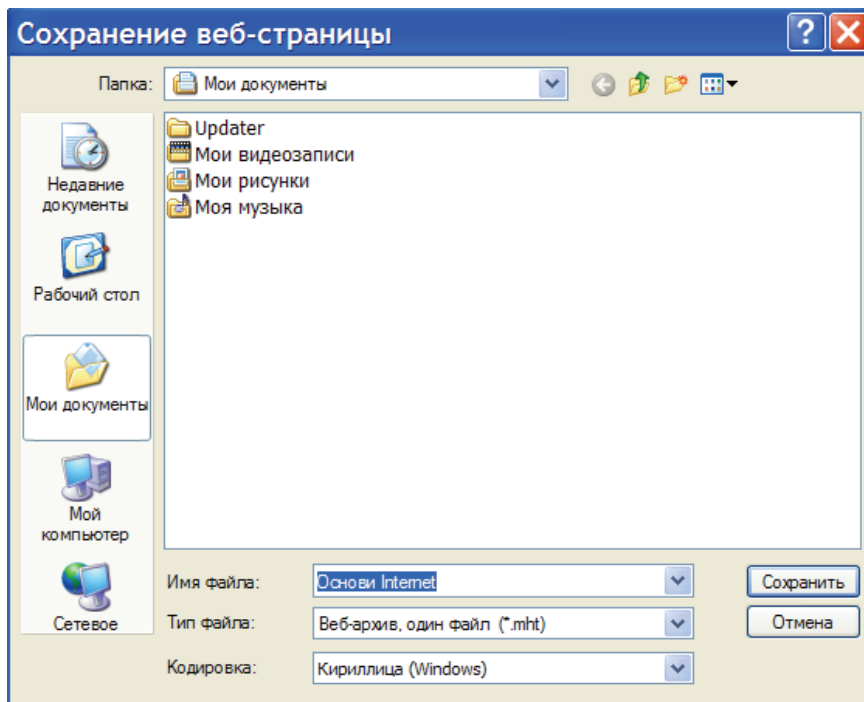 Сохранение веб-страницы
Папка: Мои документы
Updater
Мои видеозаписи
Мои рисунки
Моя музыка
Недавние
документы
Рабочий стол
Мои документы
Мой
компьютер
Сетевое
Имя файла: Основи Internet
Сохранить
Тип файла: Веб-архив, один файл (*.mht)
Отмена
Кодировка: Кириллица (Windows)